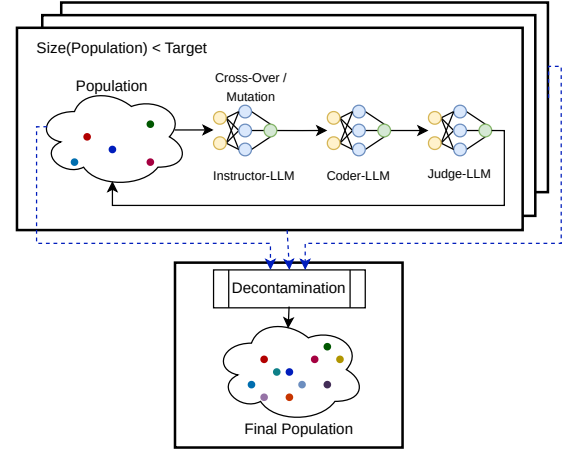 Size(Population) < Target
Population
Cross-Over /
Mutation
Instructor-LLM
Coder-LLM
Judge-LLM
Decontamination
Final Population